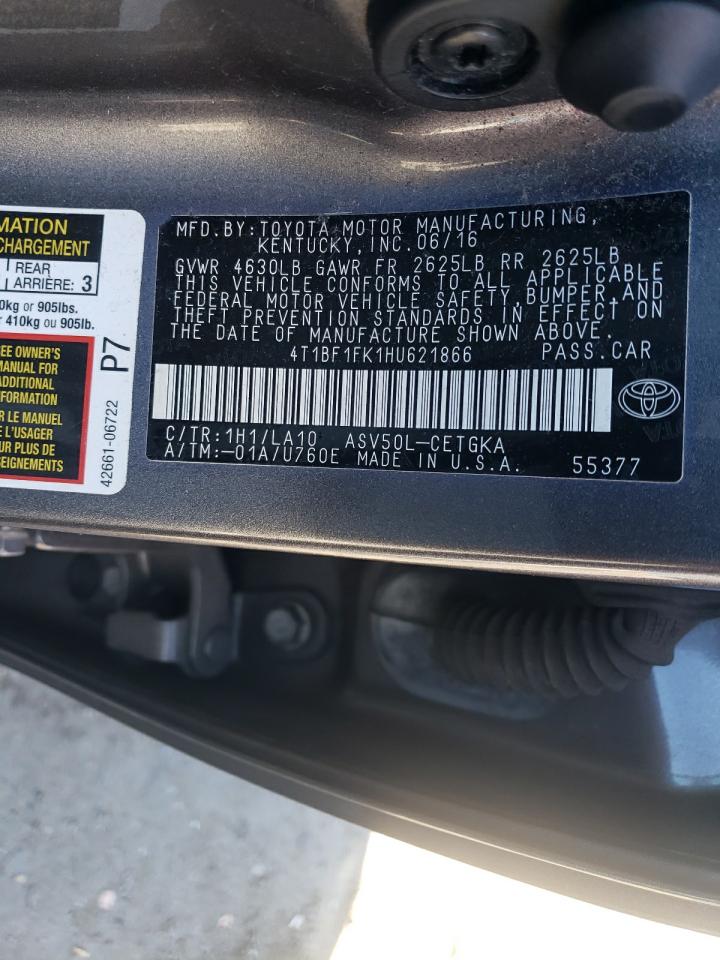 MFD. BY: TOYOTA MOTOR MANUFACTURING,
KENTUCKY, INC. 06/16
GVWR 4630LB GAWR FR 2625LB RR 2625LB
THIS VEHICLE CONFORMS TO ALL APPLICABLE
FEDERAL MOTOR VEHICLE SAFETY, BUMPER, AND
THEFT PREVENTION STANDARDS IN EFFECT ON
THE DATE OF MANUFACTURE SHOWN ABOVE.
4T1BF1FK1HU621866 PASS. CAR
C/TR: 1H1/LA10 ASV50L-CETGKA
A/TM:-01A/U760E MADE IN U.S.A. 55377
MATION
CHARGEMENT
REAR
ARRIÈRE: 3
0kg or 905lbs.
410kg ou 905lb.
EE OWNER'S
MANUAL FOR
ADDITIONAL
NFORMATION
R LE MANUEL
L'USAGER
UR PLUS DE
SEIGNEMENTS
P7
42661-06722